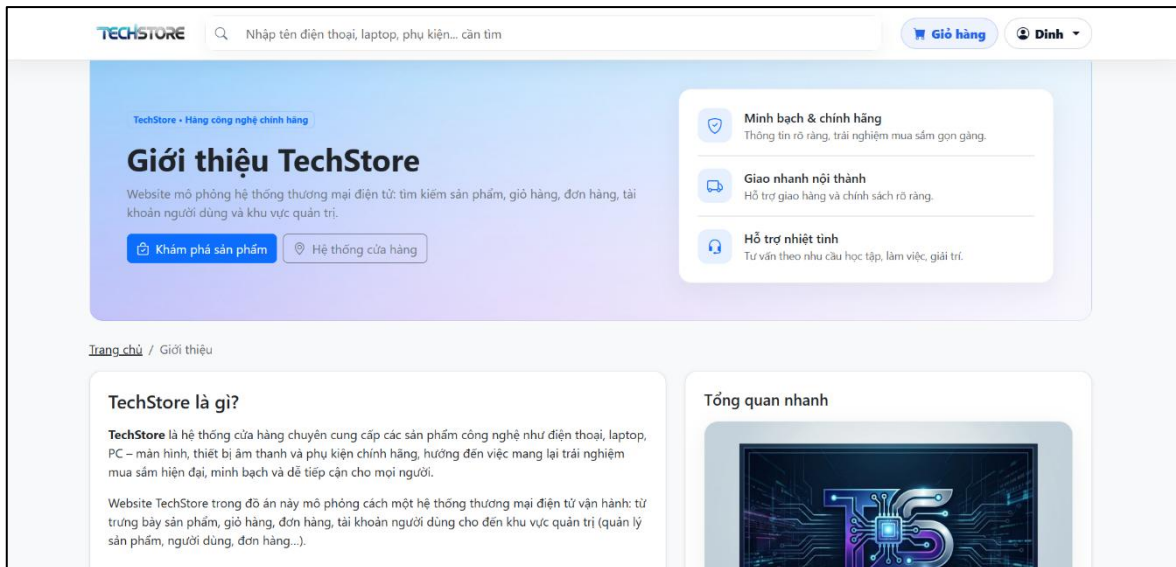 TECHSTORE
Nhập tên điện thoại, laptop, phụ kiện... cần tìm
Giỏ hàng
Dinh
TechStore • Hàng công nghệ chính hãng
Giới thiệu TechStore
Website mô phỏng hệ thống thương mại điện tử: tìm kiếm sản phẩm, giỏ hàng, đơn hàng, tài
khoản người dùng và khu vực quản trị.
Khám phá sản phẩm
Hệ thống cửa hàng
Minh bạch & chính hãng
Thông tin rõ ràng, trải nghiệm mua sắm gọn gàng.
Giao nhanh nội thành
Hỗ trợ giao hàng và chính sách rõ ràng.
Hỗ trợ nhiệt tình
Tư vấn theo nhu cầu học tập, làm việc, giải trí.
Trang chủ / Giới thiệu
TechStore là gì?
TechStore là hệ thống cửa hàng chuyên cung cấp các sản phẩm công nghệ như điện thoại, laptop,
PC – màn hình, thiết bị âm thanh và phụ kiện chính hãng, hướng đến việc mang lại trải nghiệm
mua sắm hiện đại, minh bạch và dễ tiếp cận cho mọi người.
Website TechStore trong đồ án này mô phỏng cách một hệ thống thương mại điện tử vận hành: từ
trưng bày sản phẩm, giỏ hàng, đơn hàng, tài khoản người dùng cho đến khu vực quản trị (quản lý
sản phẩm, người dùng, đơn hàng...).
Tổng quan nhanh
TS